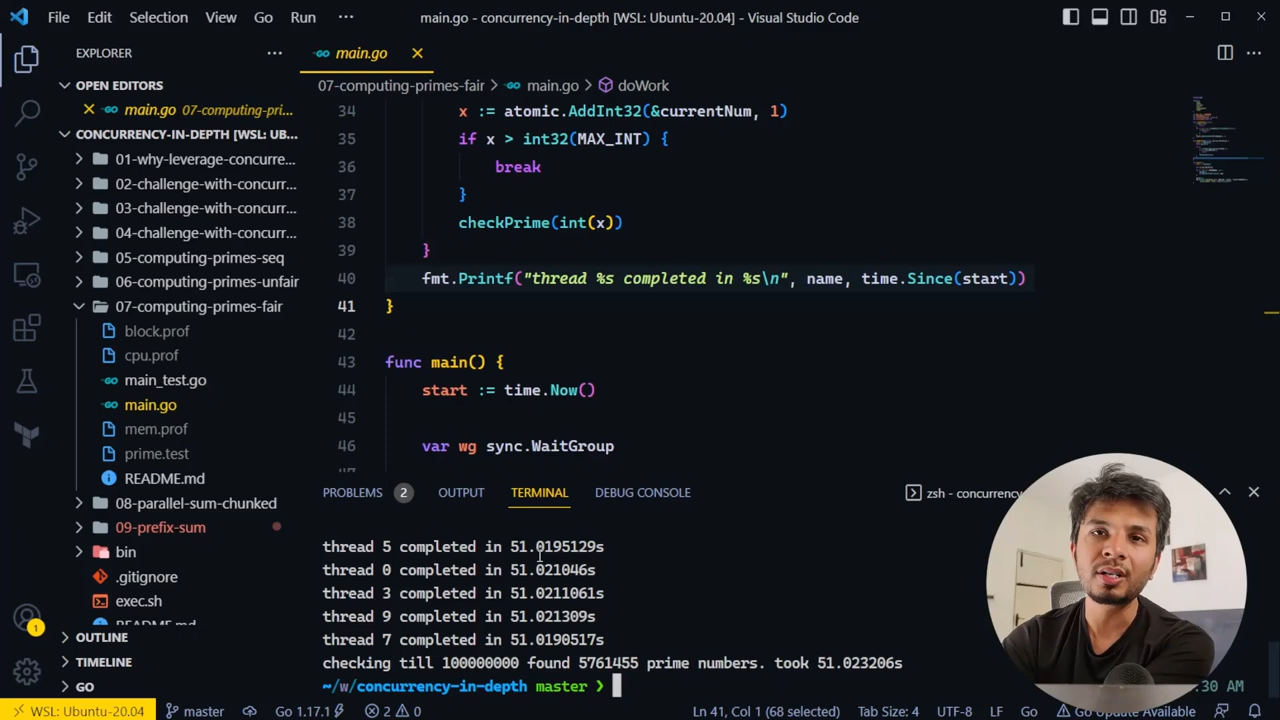 File Edit Selection View Go Run ··· main.go - concurrency-in-depth [WSL: Ubuntu-20.04] - Visual Studio Code
EXPLORER ···
main.go
OPEN EDITORS
main.go 07-computing-pri...
CONCURRENCY-IN-DEPTH [WSL: UB...
01-why-leverage-concurre...
02-challenge-with-concurr...
03-challenge-with-concurr...
04-challenge-with-concurr...
05-computing-primes-seq
06-computing-primes-unfair
07-computing-primes-fair
block.prof
cpu.prof
main_test.go
main.go
mem.prof
prime.test
README.md
08-parallel-sum-chunked
09-prefix-sum
bin
.gitignore
exec.sh
README.md
OUTLINE
TIMELINE
GO
07-computing-primes-fair > main.go > doWork
34 x := atomic.AddInt32(&currentNum, 1)
35 if x > int32(MAX_INT) {
36 break
37 }
38 checkPrime(int(x))
39 }
40 fmt.Printf("thread %s completed in %s\n", name, time.Since(start))
41 }
42
43 func main() {
44 start := time.Now()
45
46 var wg sync.WaitGroup
PROBLEMS 2 OUTPUT TERMINAL DEBUG CONSOLE zsh - concurrency
thread 5 completed in 51.0195129s
thread 0 completed in 51.021046s
thread 3 completed in 51.0211061s
thread 9 completed in 51.021309s
thread 7 completed in 51.0190517s
checking till 100000000 found 5761455 prime numbers. took 51.023206s
~/w/concurrency-in-depth master ❯ :30 AM
1
WSL: Ubuntu-20.04 master Go 1.17.1 2 0 Ln 41, Col 1 (68 selected) Tab Size: 4 UTF-8 LF Go Go Update Available